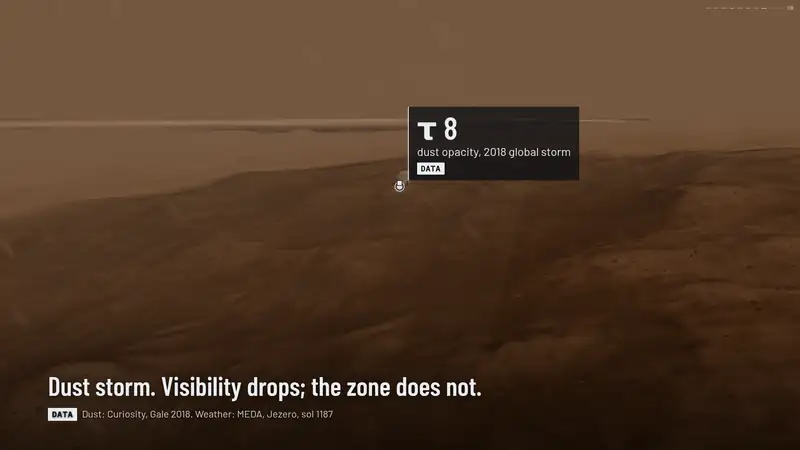 τ 8
dust opacity, 2018 global storm
DATA
Dust storm. Visibility drops; the zone does not.
DATA Dust: Curiosity, Gale 2018. Weather: MEDA, Jezero, sol 1187